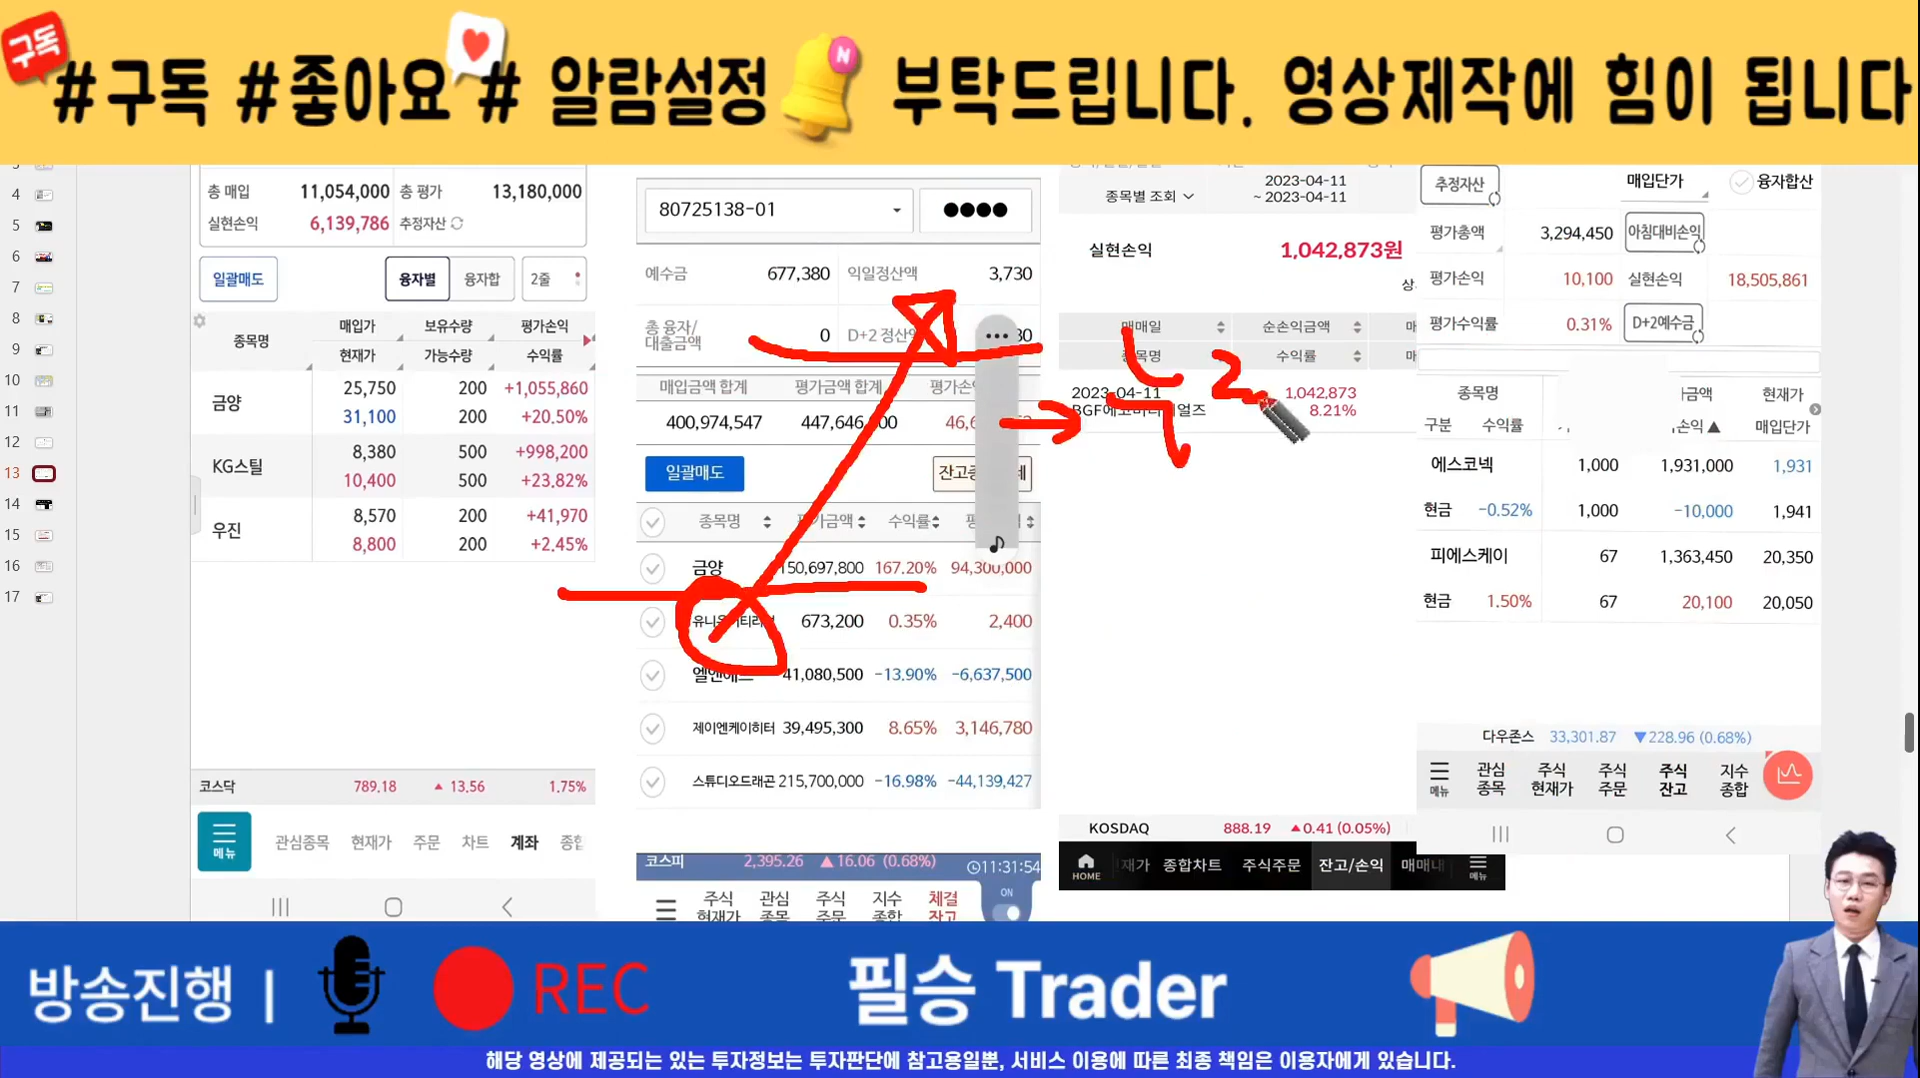 구독
#구독 #좋아요 # 알람설정 N 부탁드립니다. 영상제작에 힘이 됩니다
4
5
6
7
8
9
10
11
12
13
14
15
16
17
총 매입 11,054,000 총 평가 13,180,000
실현손익 6,139,786 추정자산
일괄매도 융자별 융자합 2줄
종목명 매입가 보유수량 평가손익
현재가 가능수량 수익률
금양 25,750 200 +1,055,860
31,100 200 +20.50%
KG스틸 8,380 500 +998,200
10,400 500 +23.82%
우진 8,570 200 +41,970
8,800 200 +2.45%
코스닥 789.18 ▲ 13.56 1.75%
메뉴 관심종목 현재가 주문 차트 계좌
80725138-01 ●●●●
예수금 677,380 익일정산액 3,730
총 융자/
대출금액 0 D+2
매입금액 합계 평가금액 합계
400,974,547
일괄매도
종목명 수익률
금양 150,697,800 167.20% 94,300,000
673,200 0.35% 2,400
41,080,500 -13.90% -6,637,500
제이엔케이히터 39,495,300 8.65% 3,146,780
스튜디오드래곤 215,700,000 -16.98% -44,139,427
코스피 2,395.26 ▲ 16.06 (0.68%) 11:31:54
주식 관심 주식 지수 체결
현재가 종목 주문 종합 잔고
ON
종목별 조회 2023-04-11
~ 2023-04-11
실현손익 1,042,873원
매매일 순손익금액
종목명 수익률
2023-04-11 1,042,873
8.21%
KOSDAQ 888.19 ▲0.41 (0.05%)
HOME 종합차트 주식주문 잔고/손익 메뉴
추정자산 매입단가 융자합산
평가총액 3,294,450 아침대비손익
평가손익 10,100 실현손익 18,505,861
평가수익률 0.31% D+2예수금
종목명 현재가
구분 수익률 손익▲ 매입단가
에스코넥 1,000 1,931,000 1,931
현금 -0.52% 1,000 -10,000 1,941
피에스케이 67 1,363,450 20,350
현금 1.50% 67 20,100 20,050
다우존스 33,301.87 ▼228.96 (0.68%)
관심 주식 주식 주식 지수
메뉴 종목 현재가 주문 잔고 종합
방송진행 | REC 필승 Trader
해당 영상에 제공되는 있는 투자정보는 투자판단에 참고용일뿐, 서비스 이용에 따른 최종 책임은 이용자에게 있습니다.